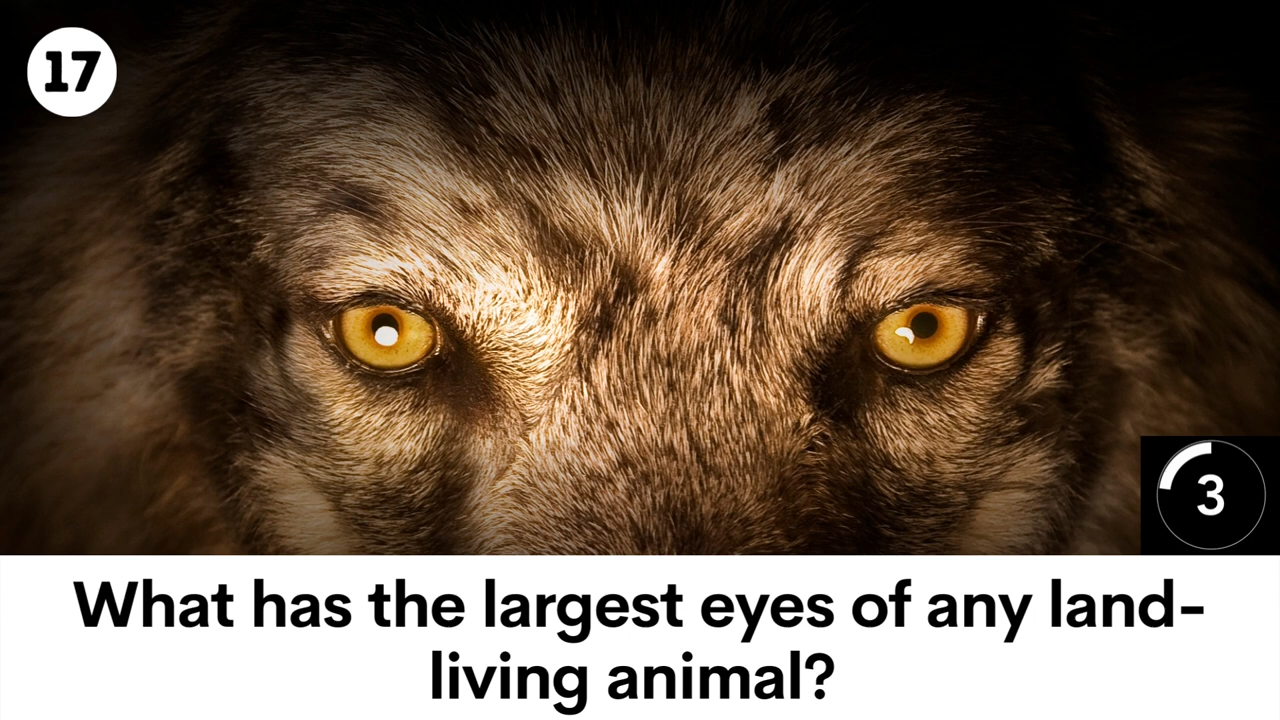 17
3
What has the largest eyes of any land-
living animal?